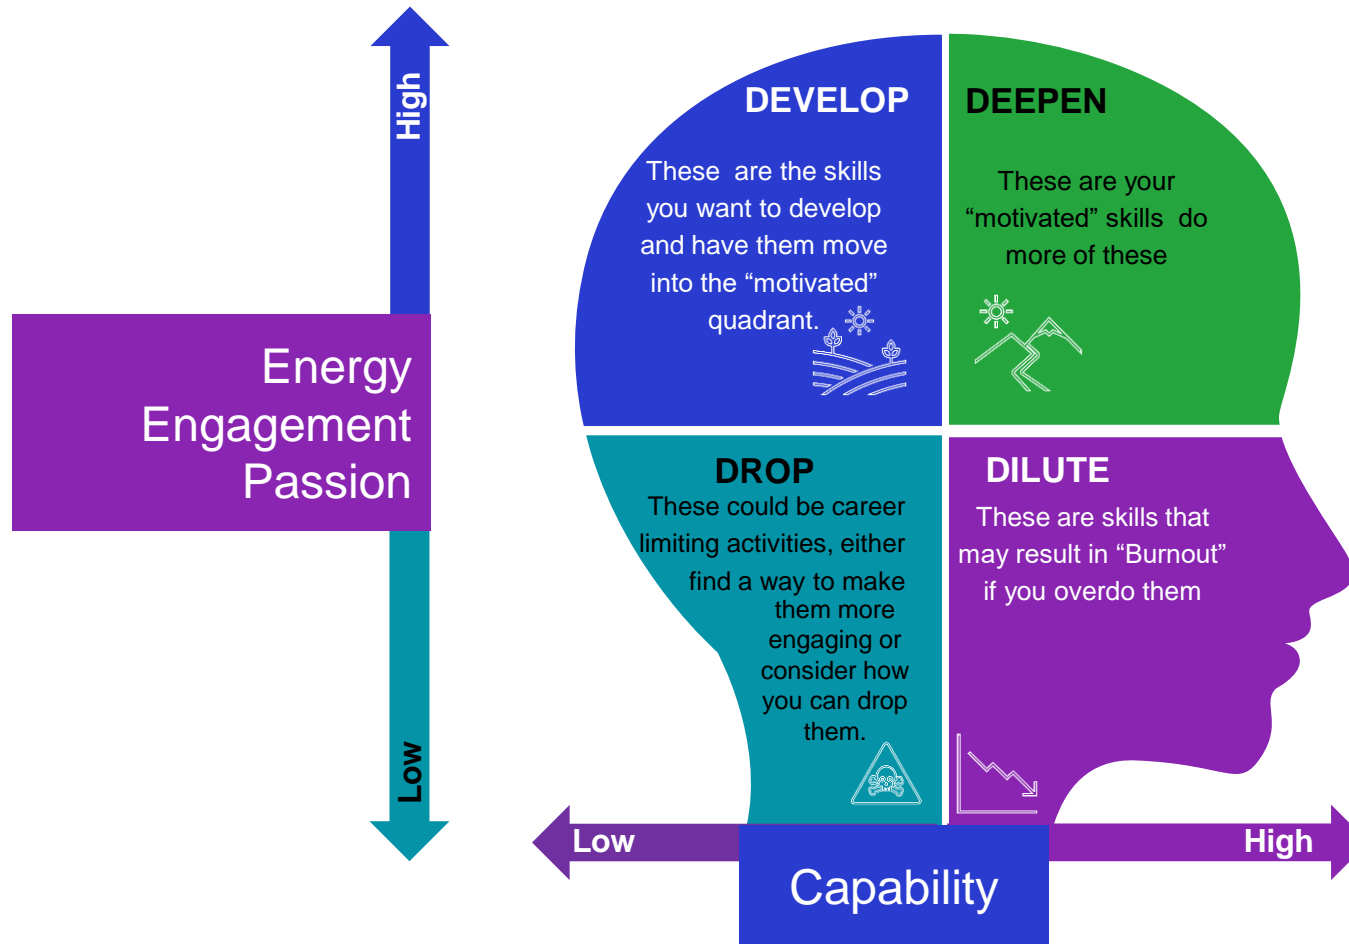 High
Energy
Engagement
Passion
Low
DEVELOP
These are the skills
you want to develop
and have them move
into the “motivated”
quadrant.
DEEPEN
These are your
“motivated” skills do
more of these
DROP
These could be career
limiting activities, either
find a way to make
them more
engaging or
consider how
you can drop
them.
DILUTE
These are skills that
may result in “Burnout”
if you overdo them
Low
High
Capability